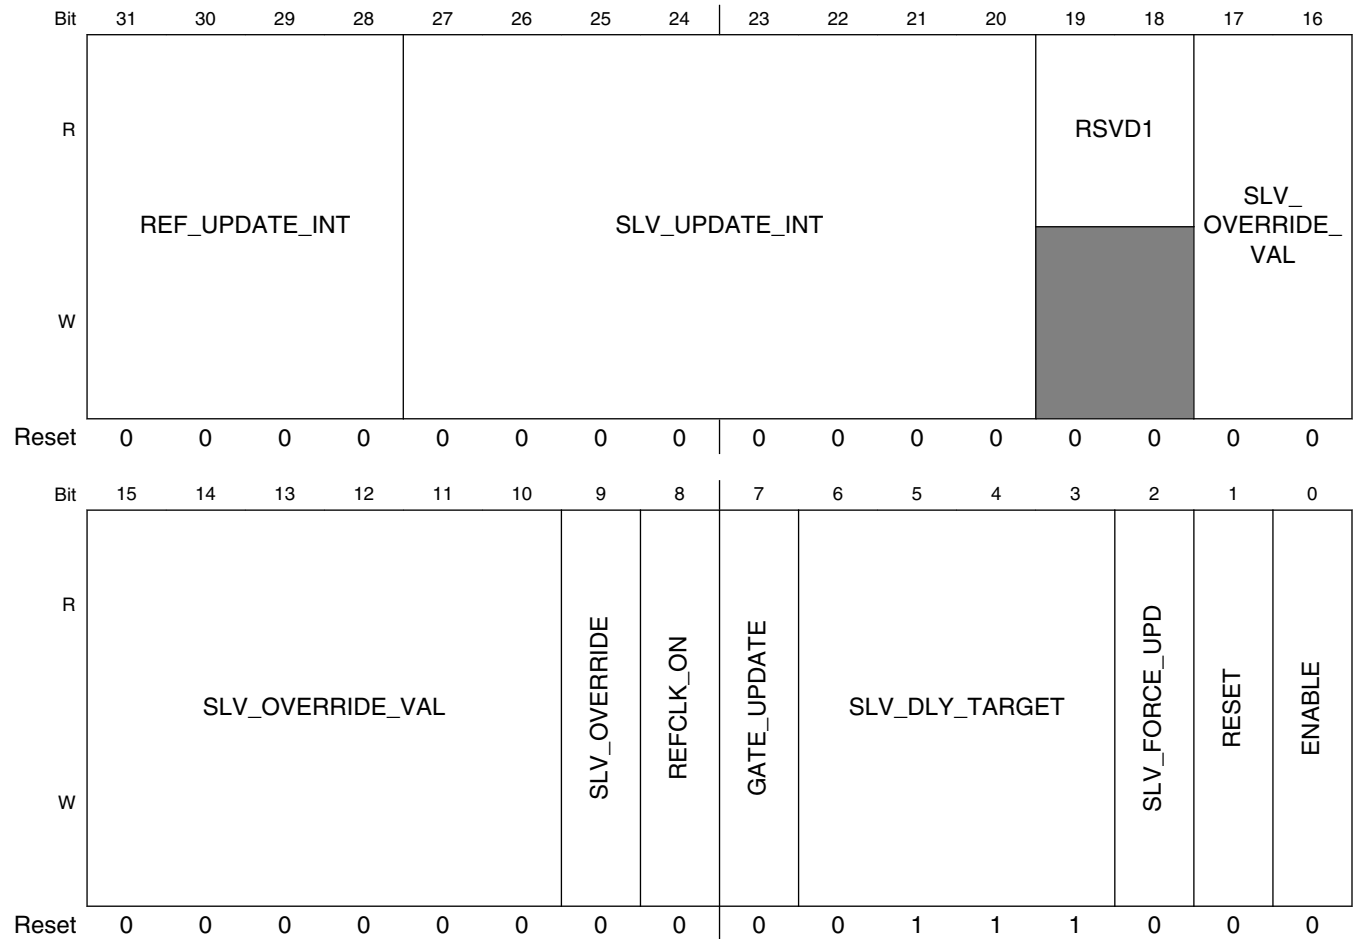 Bit 31 30 29 28 27 26 25 24 23 22 21 20 19 18 17 16
R
RSVD1
REF_UPDATE_INT
SLV_UPDATE_INT
SLV_
OVERRIDE_
VAL
W
Reset 0 0 0 0 0 0 0 0 0 0 0 0 0 0 0 0
Bit 15 14 13 12 11 10 9 8 7 6 5 4 3 2 1 0
R
SLV_OVERRIDE_VAL
SLV_OVERRIDE
REFCLK_ON
GATE_UPDATE
SLV_DLY_TARGET
SLV_FORCE_UPD
RESET
ENABLE
W
Reset 0 0 0 0 0 0 0 0 0 0 1 1 1 0 0 0